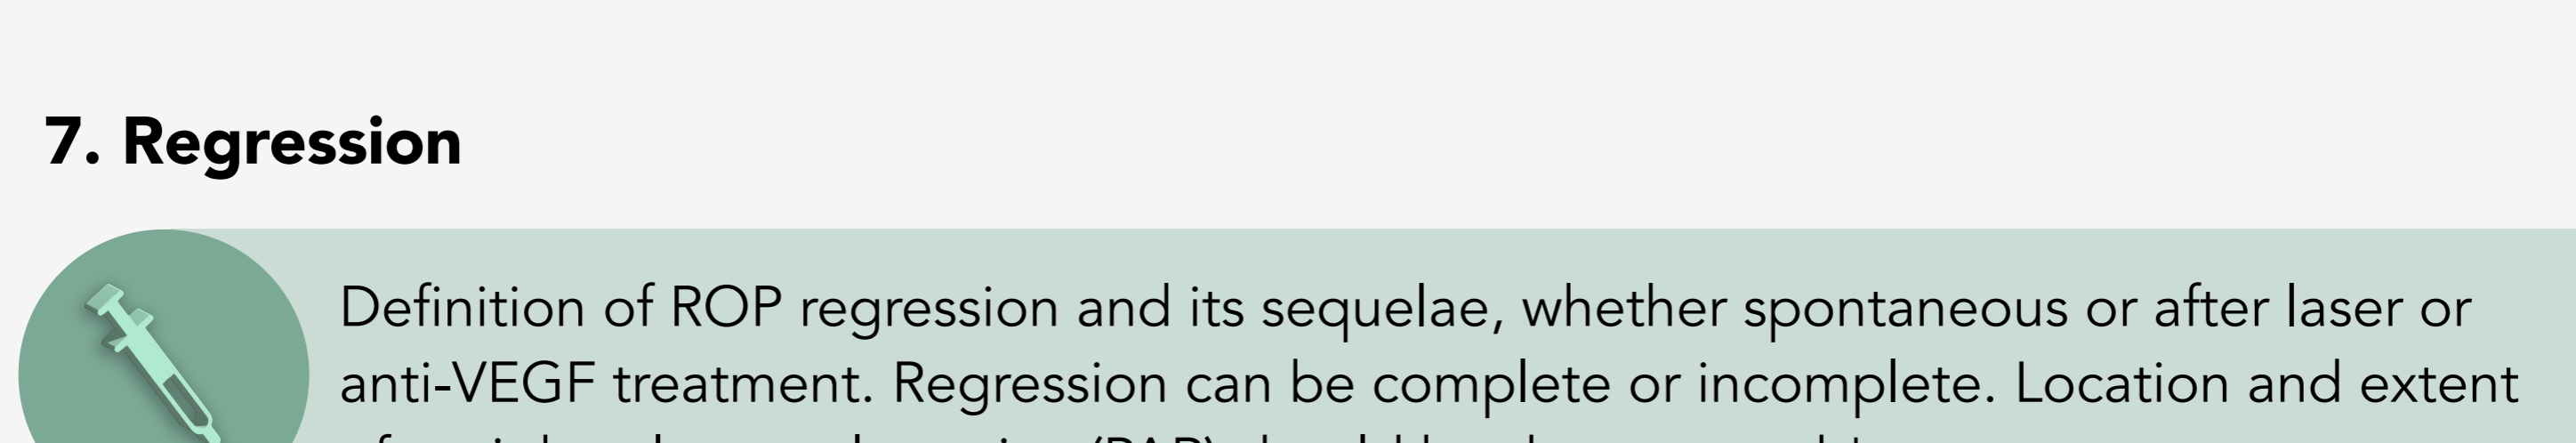 7. Regression
Definition of ROP regression and its sequelae, whether spontaneous or after laser or
anti-VEGF treatment. Regression can be complete or incomplete. Location and extent
(PAR)